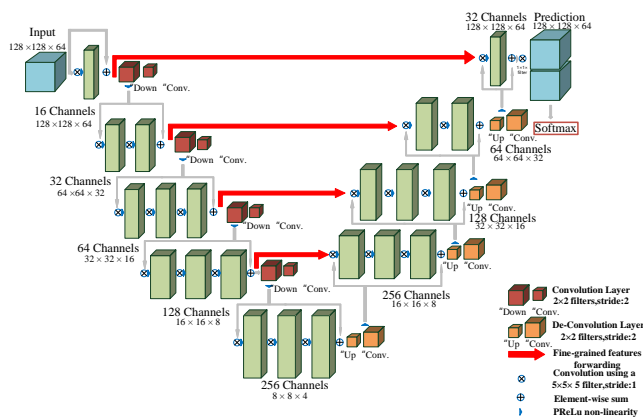 Input
128×128×64
32 Channels
128×128×128
Prediction
128×128×64
"Down "Conv.
16 Channels
128×128×64
"Down "Conv.
32 Channels
64×64×32
"Down "Conv.
64 Channels
32×32×16
"Down "Conv.
128 Channels
16×16×8
256 Channels
8×8×4
"Up "Conv.
256 Channels
16×16×8
"Up "Conv.
128 Channels
32×32×16
"Up "Conv.
64 Channels
64×64×32
"Up "Conv.
filter
Softmax
Convolution Layer
2×2 filters,stride:2
"Down "Conv.
De-Convolution Layer
2×2 filters,stride:2
"Up "Conv.
Fine-grained features
forwarding
Convolution using a
5×5×5 filter,stride:1
Element-wise sum
PReLu non-linearity